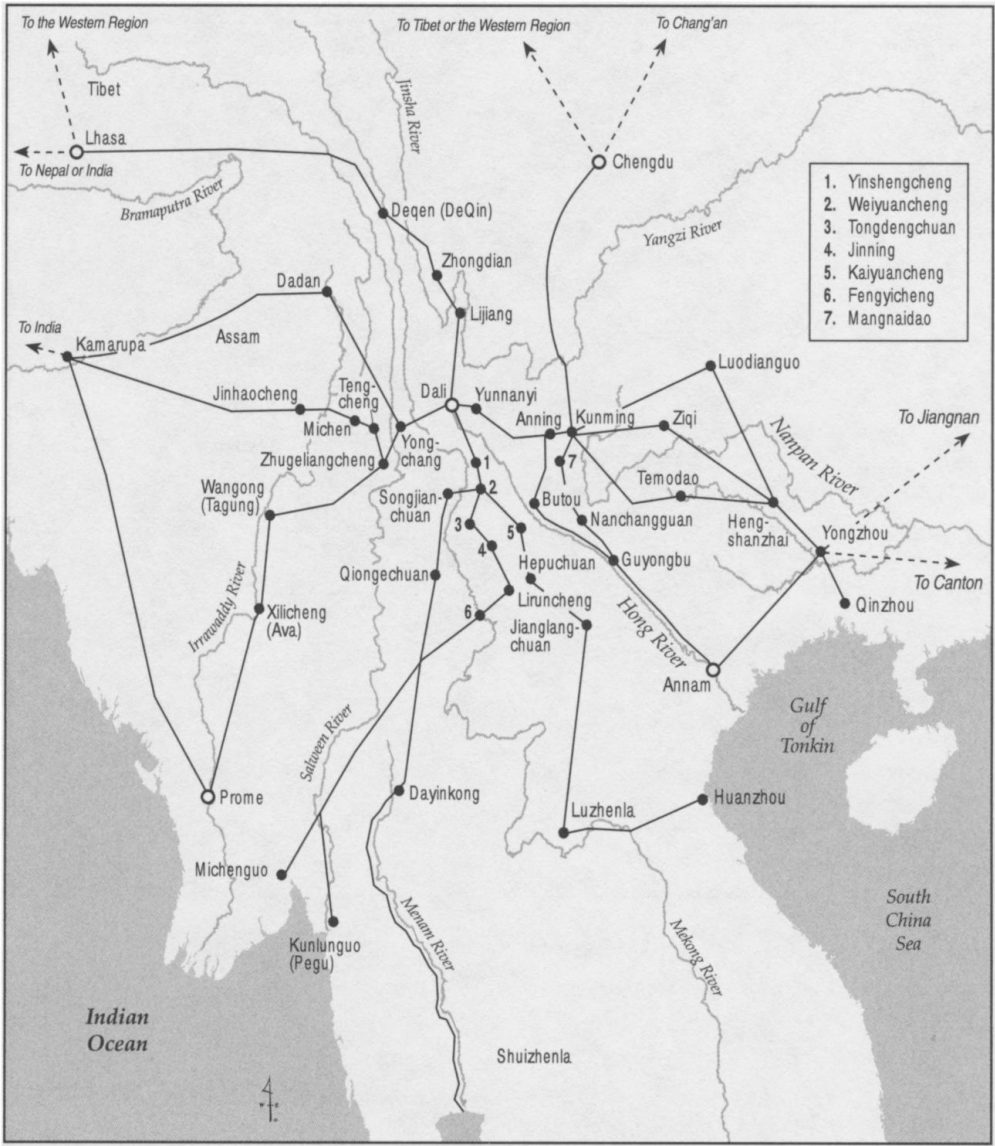 To the Western Region
To Tibet or the Western Region
To Chang'an
Tibet
Jinsha River
Lhasa
Chengdu
To Nepal or India
Bramaputra River
Deqen (DeQin)
Yangzi River
1. Yinshengcheng
2. Weiyuancheng
3. Tongdengchuan
4. Jinning
5. Kaiyuancheng
6. Fengyicheng
7. Mangnaidao
Zhongdian
Dadan
Lijiang
To India
Kamarupa
Assam
Luodianguo
Jinhaocheng
Teng-
cheng
Dali
Yunnanyi
Michen
Anning
Kunming
Ziqi
To Jiangnan
Zhugeliangcheng
Yong-
chang
Nanpan River
1
7
Temodao
Wangong
(Tagung)
Songjian-
chuan
2
Butou
Heng-
shanzhai
3
5
Nanchangguan
Yongzhou
4
Hepuchuan
Guyongbu
Qiongechuan
To Canton
Irrawaddy River
Xilicheng
(Ava)
6
Liruncheng
Qinzhou
Jianglang-
chuan
Hong River
Annam
Gulf
of
Tonkin
Salween River
Prome
Dayinkong
Luzhenla
Huanzhou
Michenguo
Menam River
Mekong River
South
China
Sea
Kunlunguo
(Pegu)
Indian
Ocean
Shuizhenla